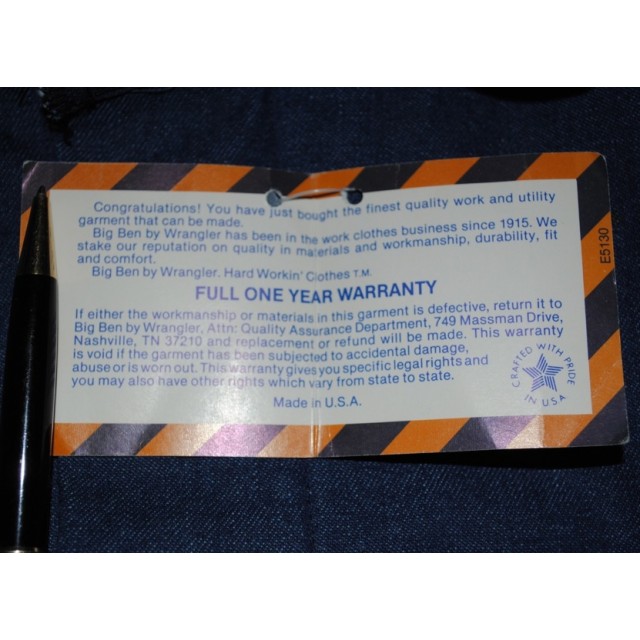 Congratulations! You have just bought the finest quality work and utility
garment that can be made.
Big Ben by Wrangler has been in the work clothes business since 1915. We
stake our reputation on quality in materials and workmanship, durability, fit
and comfort.
Big Ben by Wrangler. Hard Workin' Clothes T.M.
FULL ONE YEAR WARRANTY
If either the workmanship or materials in this garment is defective, return it to
Big Ben by Wrangler, Attn: Quality Assurance Department, 749 Massman Drive,
Nashville, TN 37210 and replacement or refund will be made. This warranty
is void if the garment has been subjected to accidental damage,
abuse or is worn out. This warranty gives you specific legal rights and
you may also have other rights which vary from state to state.
Made in U.S.A.
CRAFTED WITH PRIDE
IN U.S.A.
E5130